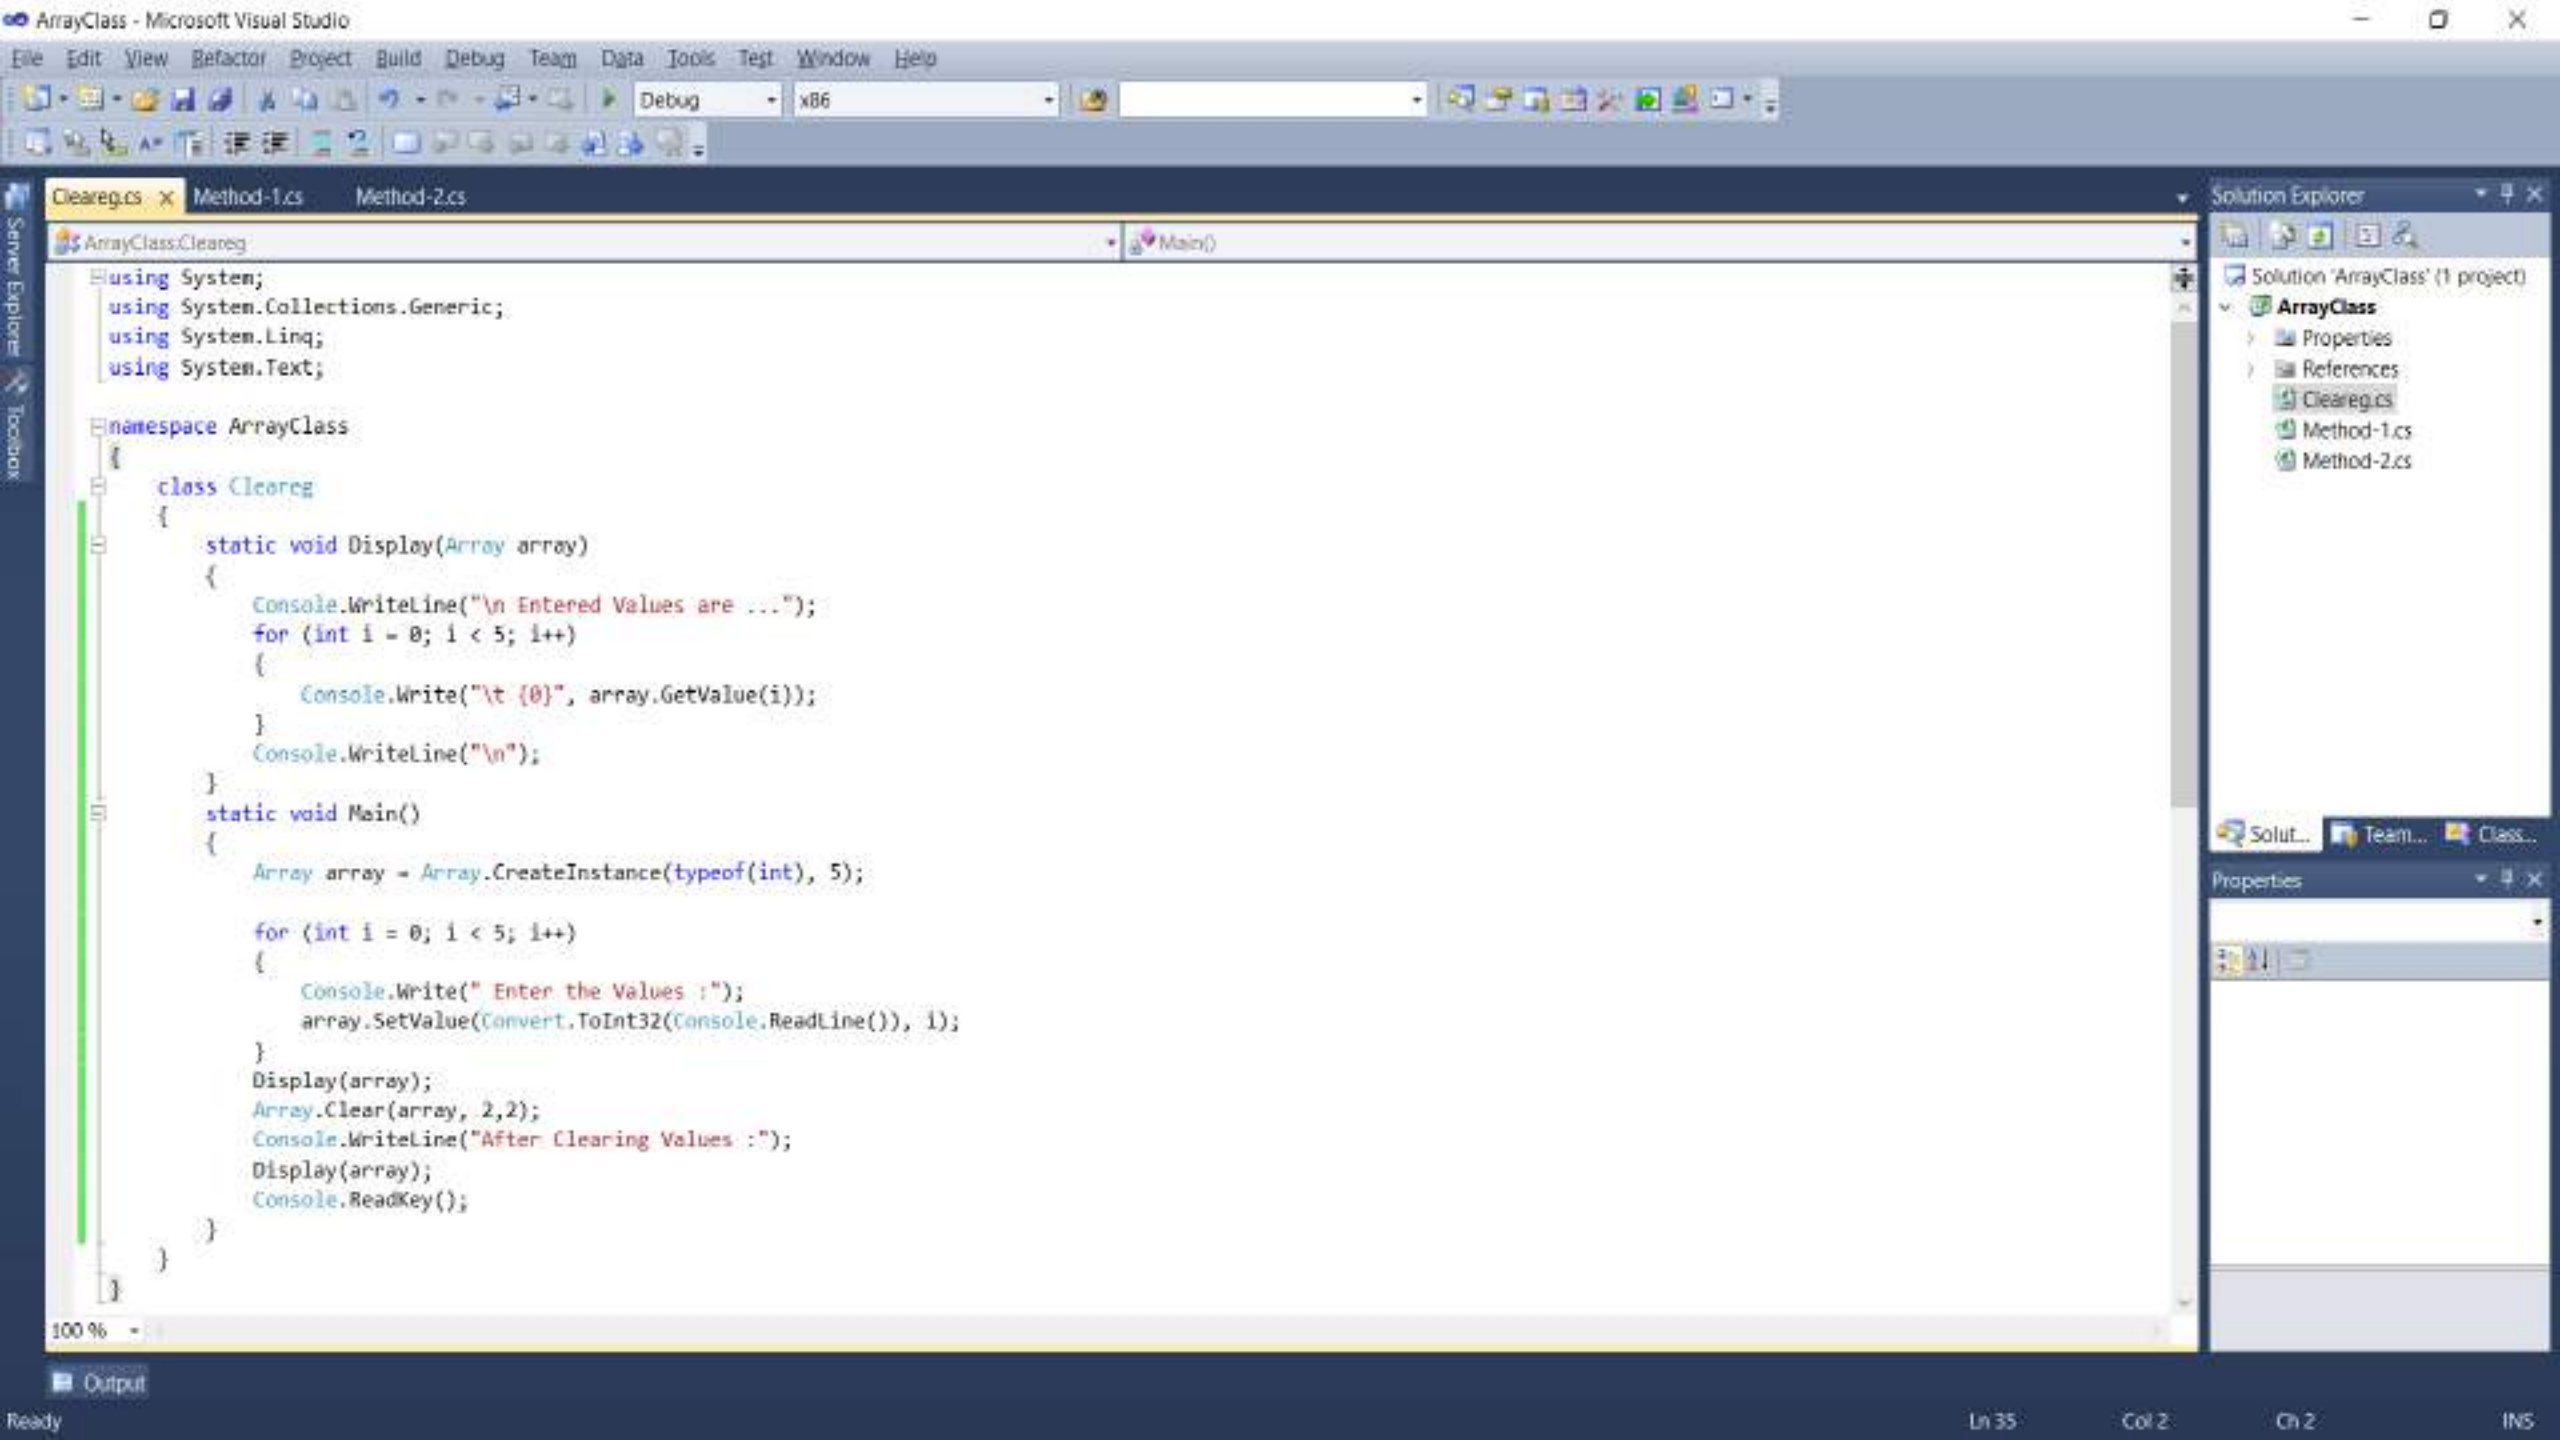 ArrayClass - Microsoft Visual Studio
File Edit View Refactor Project Build Debug Team Data Tools Test Window Help
Debug x86
Server Explorer
Toolbox
Cleareg.cs Method-1.cs Method-2.cs
ArrayClass.Cleareg Main()
using System;
using System.Collections.Generic;
using System.Linq;
using System.Text;
namespace ArrayClass
{
class Cleareg
{
static void Display(Array array)
{
Console.WriteLine("\n Entered Values are ...");
for (int i = 0; i < 5; i++)
{
Console.Write("\t {0}", array.GetValue(i));
}
Console.WriteLine("\n");
}
static void Main()
{
Array array = Array.CreateInstance(typeof(int), 5);
for (int i = 0; i < 5; i++)
{
Console.Write(" Enter the Values :");
array.SetValue(Convert.ToInt32(Console.ReadLine()), i);
}
Display(array);
Array.Clear(array, 2,2);
Console.WriteLine("After Clearing Values :");
Display(array);
Console.ReadKey();
}
}
}
100 %
Solution Explorer
Solution 'ArrayClass' (1 project)
ArrayClass
Properties
References
Cleareg.cs
Method-1.cs
Method-2.cs
Solut... Team... Class...
Properties
Output
Ready Ln 35 Col 2 Ch 2 INS